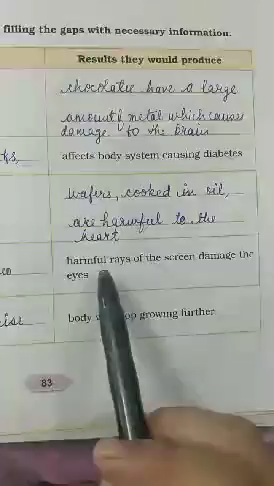 filling the gaps with necessary information.
Results they would produce
chocolatie have a large
amount of metal which causes
damage to the brain
affects body system causing diabetes
wafers, cooked in oil,
are harmful to the
heart
harmful rays of the screen damage the
eyes
body op growing further
83